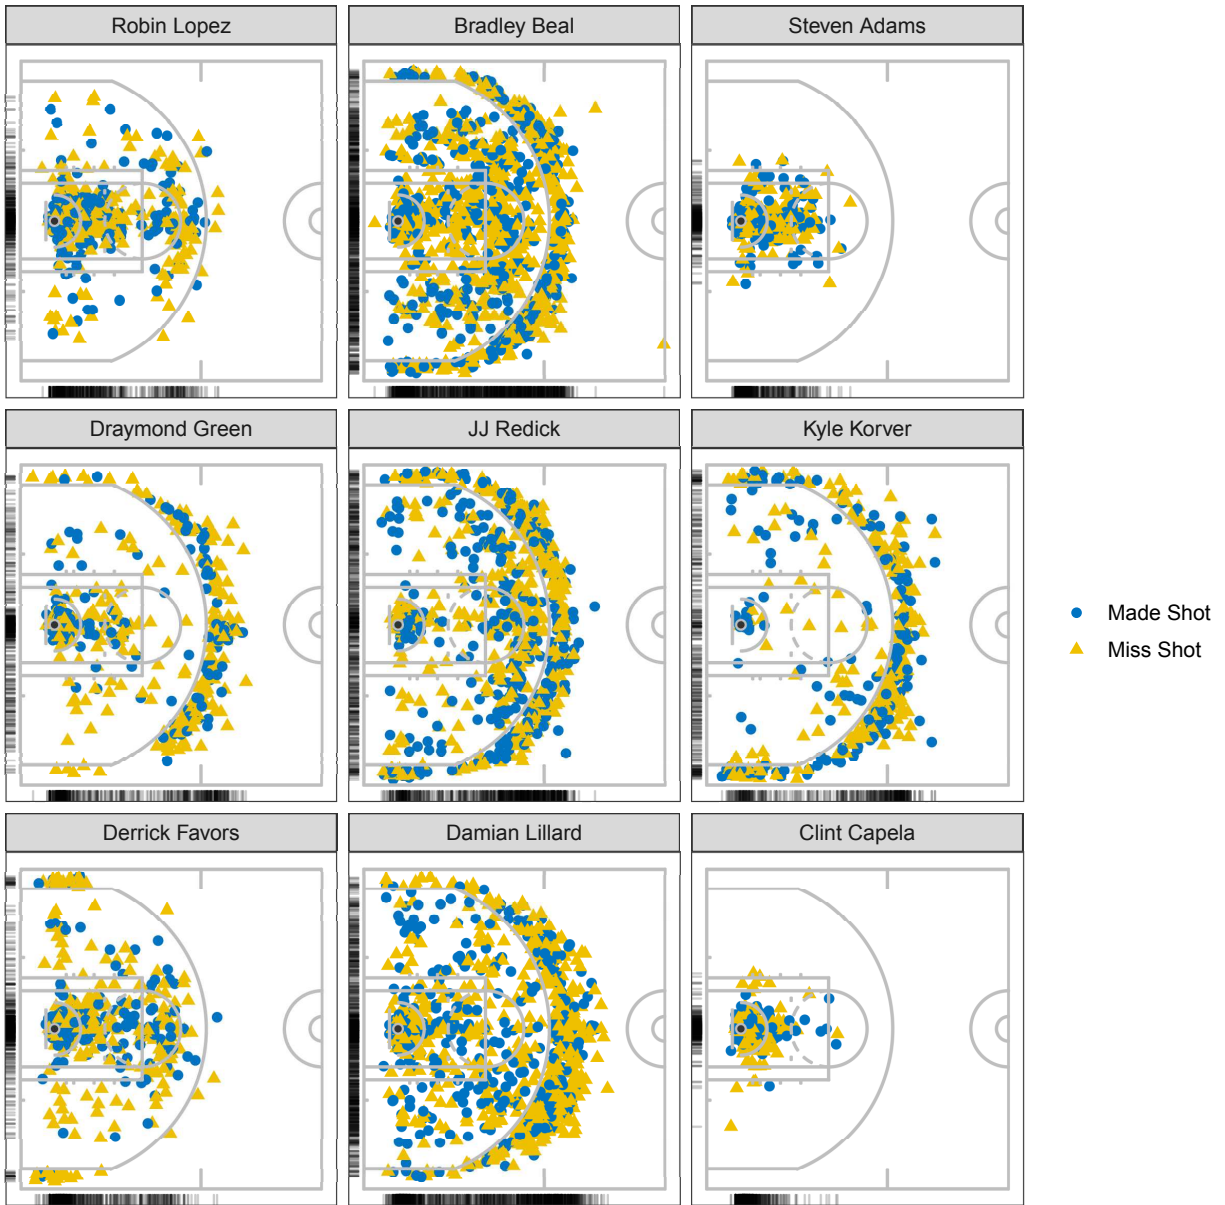 Robin Lopez
Bradley Beal
Steven Adams
Draymond Green
JJ Redick
Kyle Korver
Made Shot
Miss Shot
Derrick Favors
Damian Lillard
Clint Capela